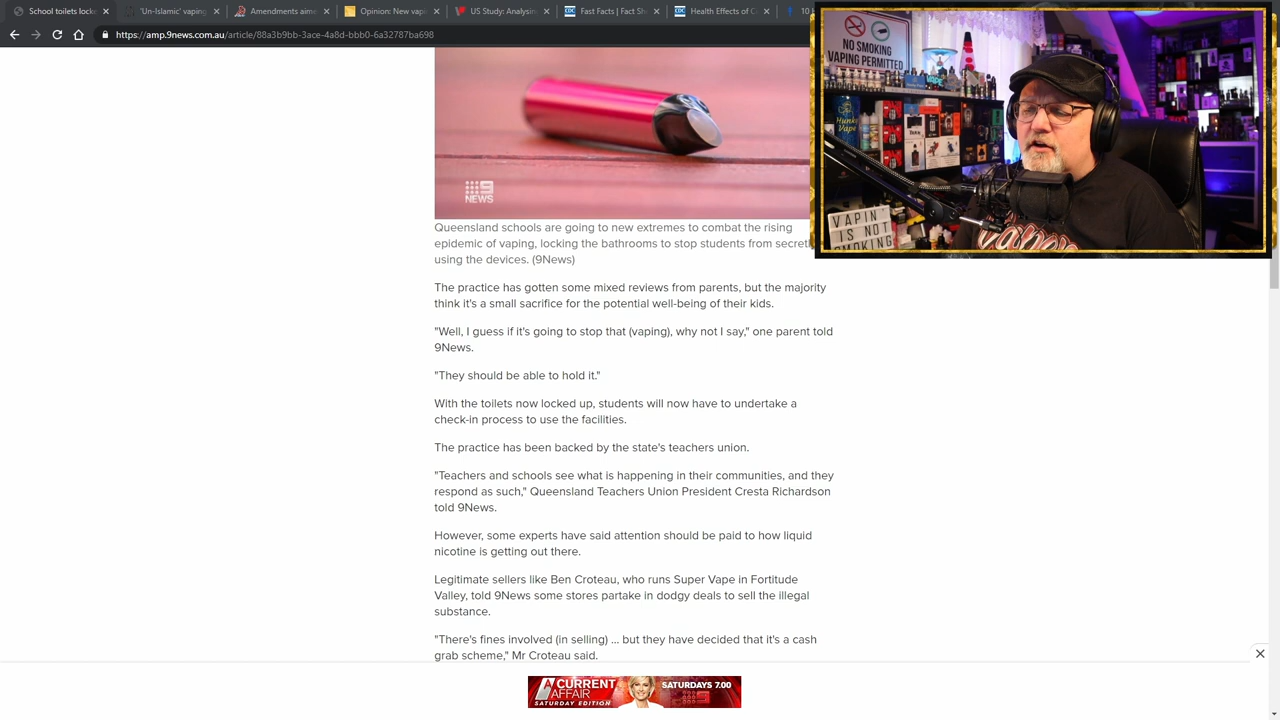 School toilets locke
'Un-Islamic' vaping
Amendments aime
Opinion: New vap
US Study: Analysin
Fast Facts | Fact Sh
Health Effects of C
10
https://amp.9news.com.au/article/88a3b9bb-3ace-4a8d-bbb0-6a32787ba698
NO SMOKING
VAPING PERMITTED
VAPE
Hunky
Vape
VAPIN'
IS NOT
SMOKING
9
NEWS
Queensland schools are going to new extremes to combat the rising
epidemic of vaping, locking the bathrooms to stop students from secretl
using the devices. (9News)
The practice has gotten some mixed reviews from parents, but the majority
think it's a small sacrifice for the potential well-being of their kids.
"Well, I guess if it's going to stop that (vaping), why not I say," one parent told
9News.
"They should be able to hold it."
With the toilets now locked up, students will now have to undertake a
check-in process to use the facilities.
The practice has been backed by the state's teachers union.
"Teachers and schools see what is happening in their communities, and they
respond as such," Queensland Teachers Union President Cresta Richardson
told 9News.
However, some experts have said attention should be paid to how liquid
nicotine is getting out there.
Legitimate sellers like Ben Croteau, who runs Super Vape in Fortitude
Valley, told 9News some stores partake in dodgy deals to sell the illegal
substance.
"There's fines involved (in selling) ... but they have decided that it's a cash
grab scheme," Mr Croteau said.
A CURRENT
AFFAIR
SATURDAY EDITION
SATURDAYS 7.00